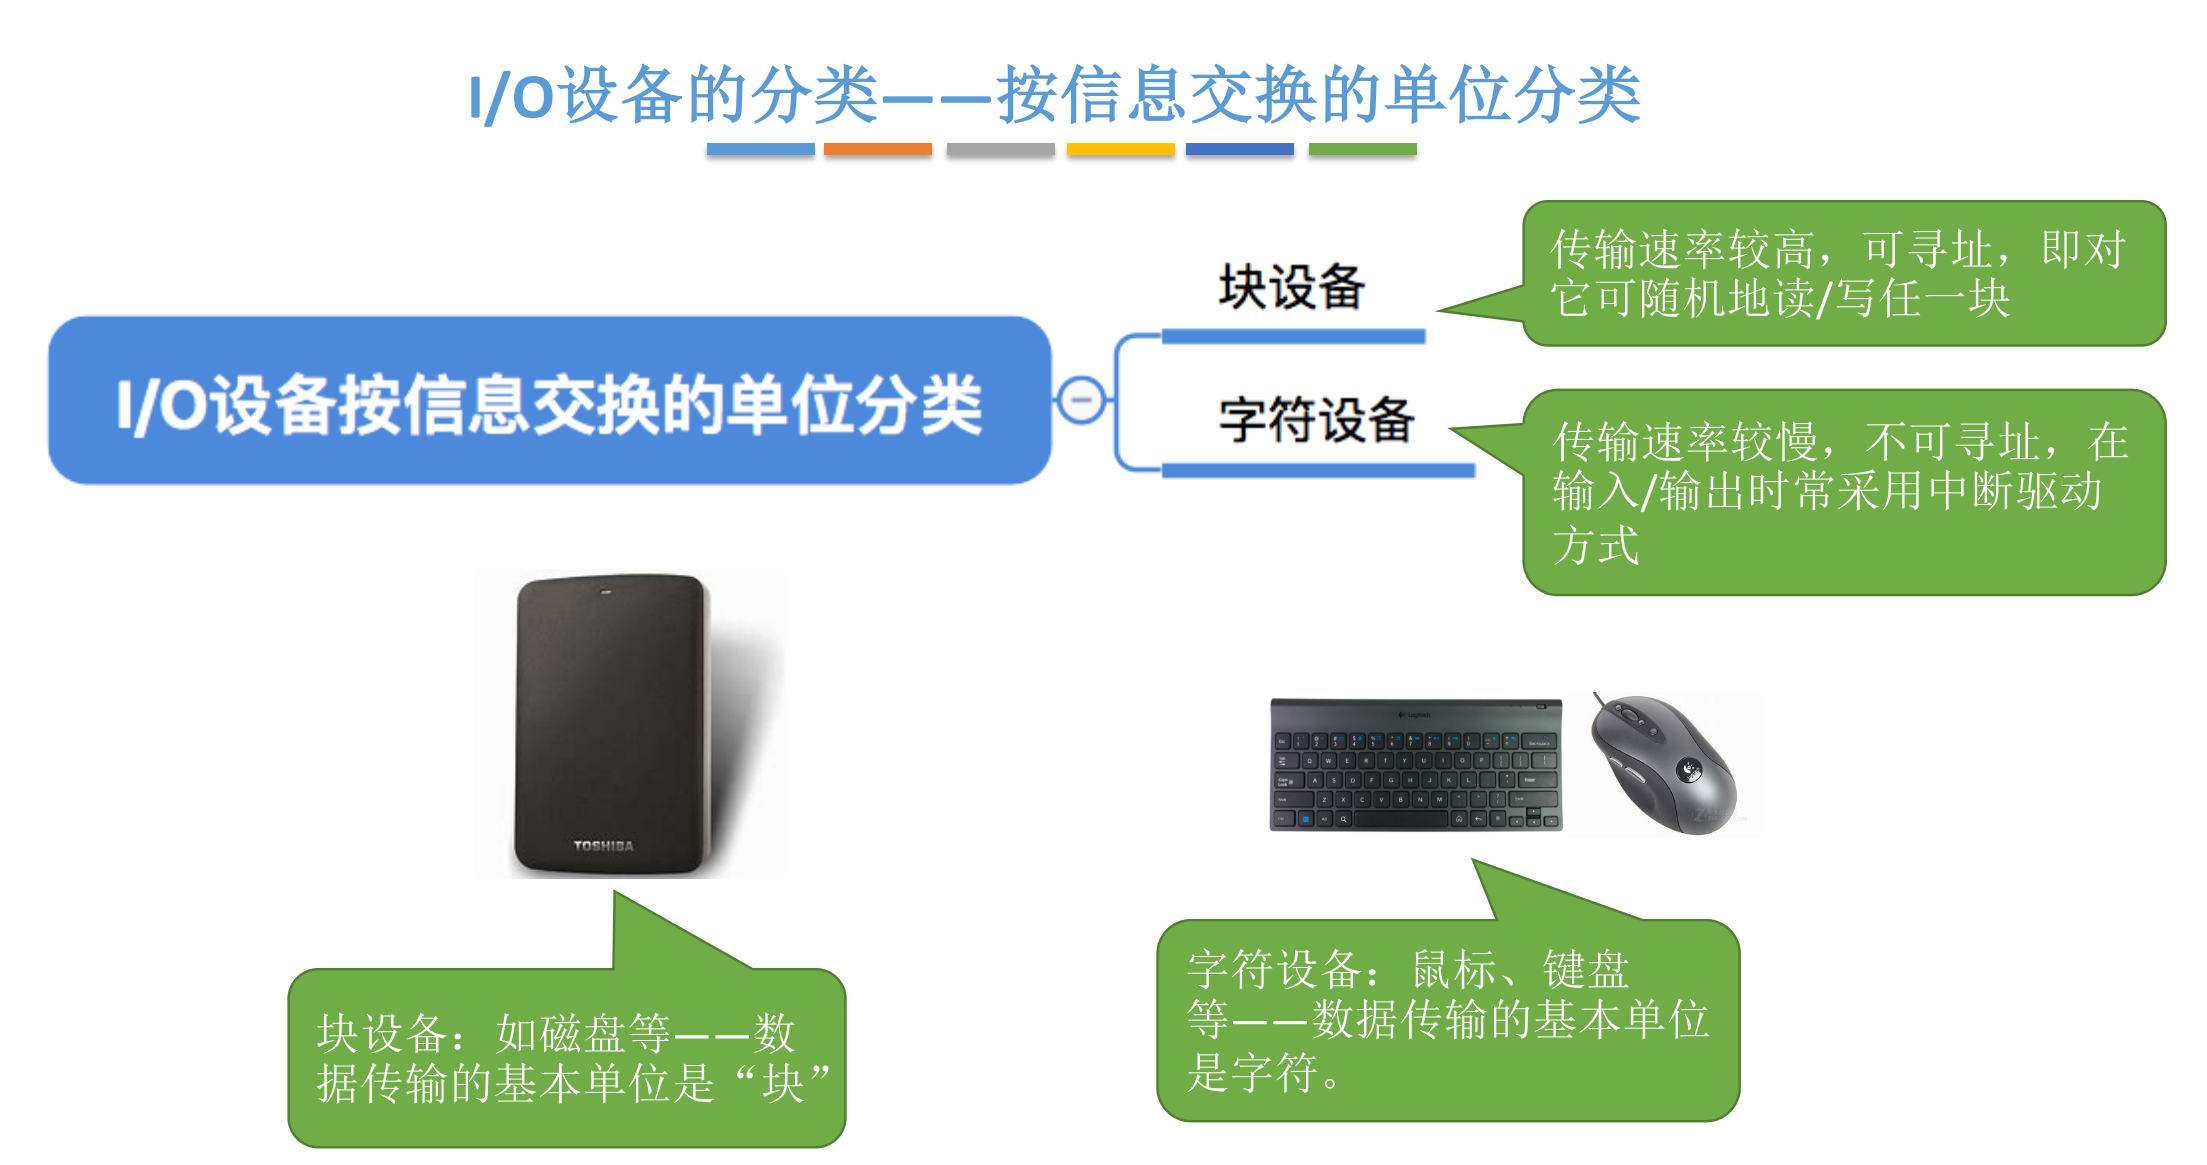 I/O设备的分类——按信息交换的单位分类
I/O设备按信息交换的单位分类
块设备
传输速率较高，可寻址，即对
它可随机地读/写任一块
字符设备
传输速率较慢，不可寻址，在
输入/输出时常采用中断驱动
方式
TOSHIBA
Logitech
块设备：如磁盘等——数
据传输的基本单位是“块”
字符设备：鼠标、键盘
等——数据传输的基本单位
是字符。